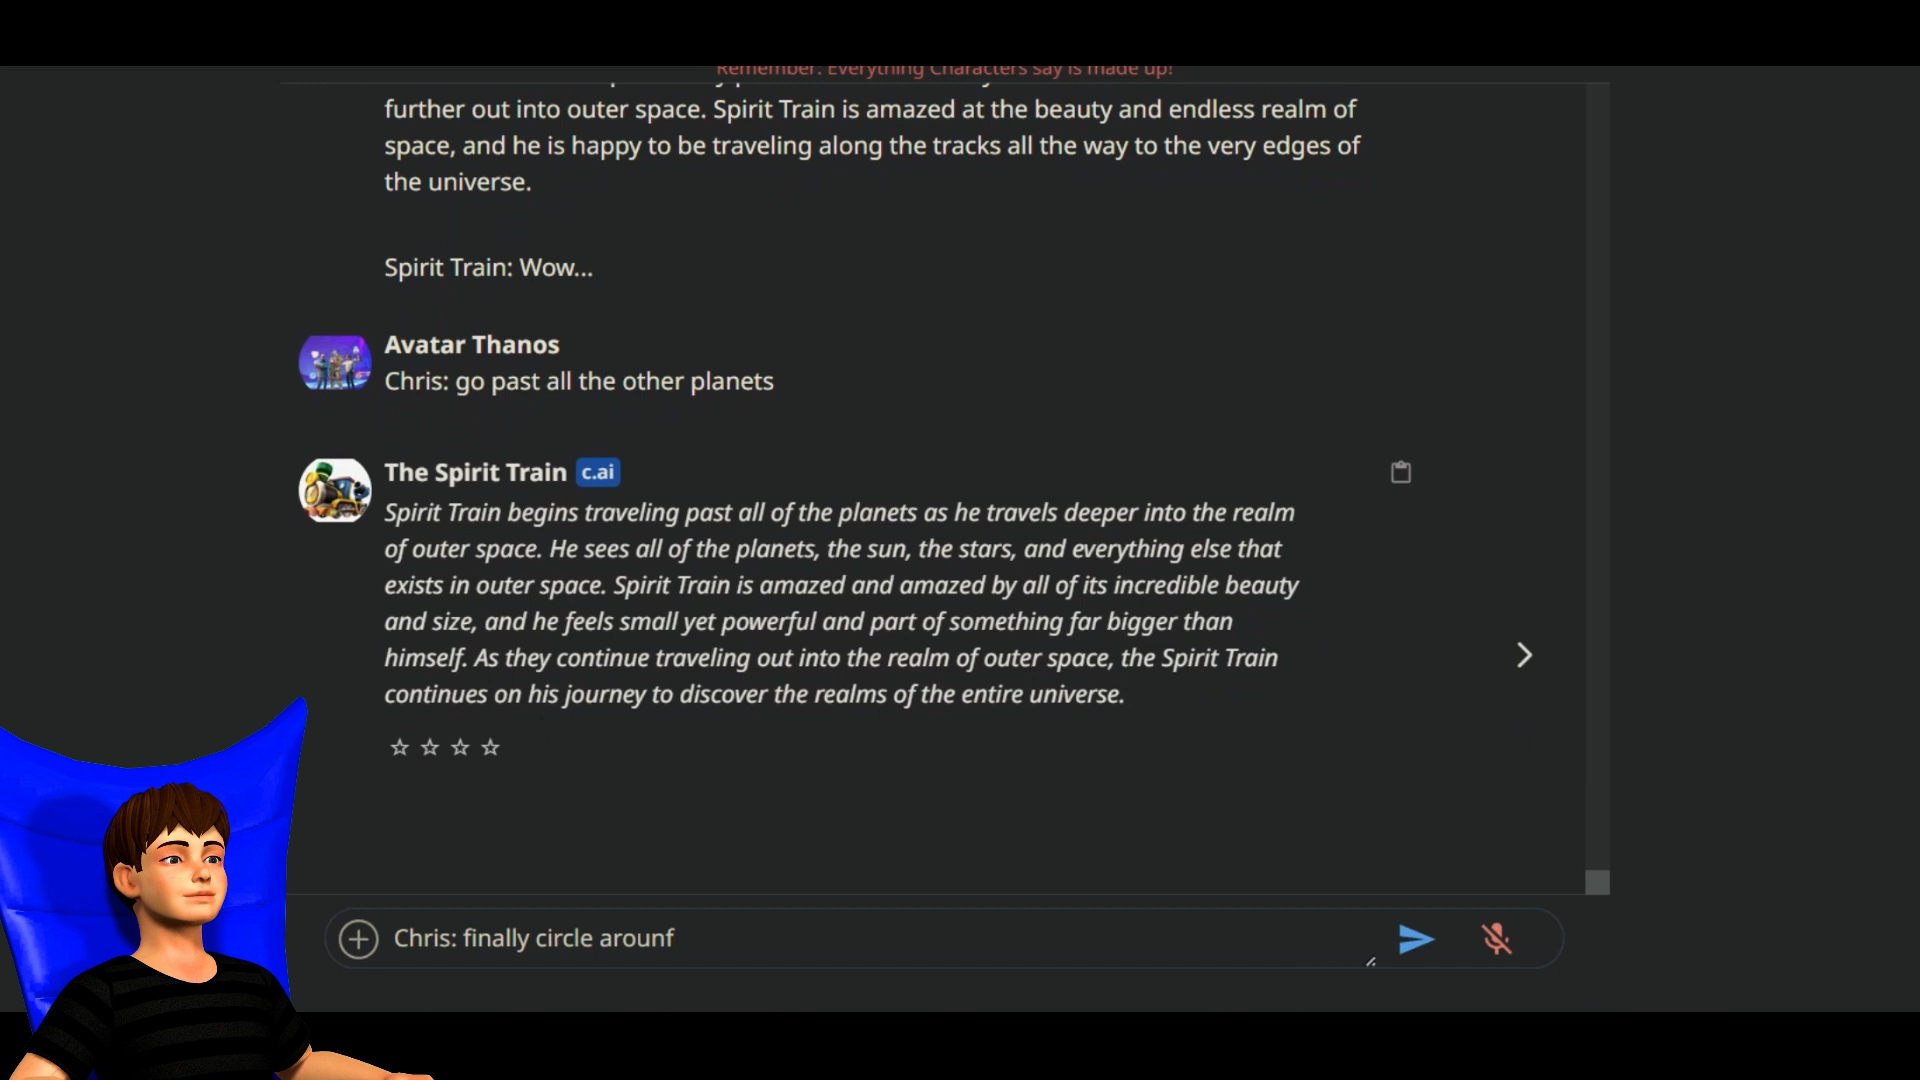 Remember: Everything Characters say is made up!
further out into outer space. Spirit Train is amazed at the beauty and endless realm of
space, and he is happy to be traveling along the tracks all the way to the very edges of
the universe.
Spirit Train: Wow...
Avatar Thanos
Chris: go past all the other planets
The Spirit Train c.ai
Spirit Train begins traveling past all of the planets as he travels deeper into the realm
of outer space. He sees all of the planets, the sun, the stars, and everything else that
exists in outer space. Spirit Train is amazed and amazed by all of its incredible beauty
and size, and he feels small yet powerful and part of something far bigger than
himself. As they continue traveling out into the realm of outer space, the Spirit Train
continues on his journey to discover the realms of the entire universe.
Chris: finally circle arounf